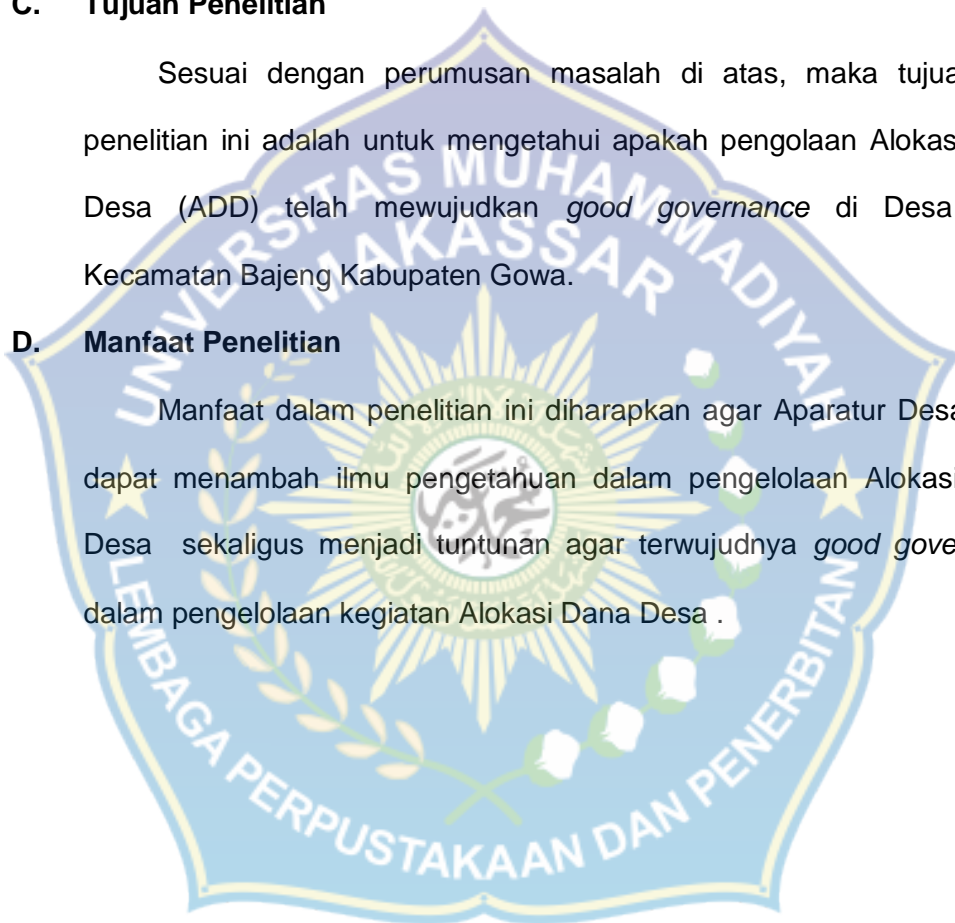 C. Tujuan Penelitian
Sesuai dengan perumusan masalah di atas, maka tujua
penelitian ini adalah untuk mengetahui apakah pengolaan Alokas
Desa (ADD) telah mewujudkan good governance di Desa
Kecamatan Bajeng Kabupaten Gowa.
D. Manfaat Penelitian
Manfaat dalam penelitian ini diharapkan agar Aparatur Desa
dapat menambah ilmu pengetahuan dalam pengelolaan Alokasi
Desa sekaligus menjadi tuntunan agar terwujudnya good gove
dalam pengelolaan kegiatan Alokasi Dana Desa .
UNIVERSITAS MUHAMMADIYAH
MAKASSAR
LEMBAGA PERPUSTAKAAN DAN PENERBITAN